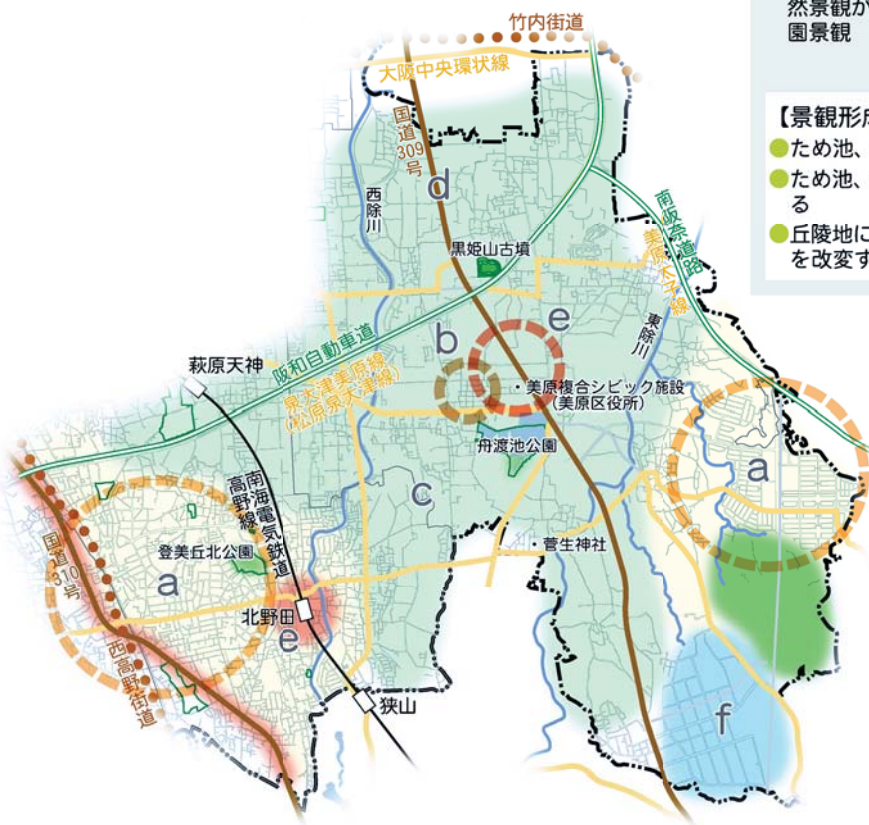 然景観が
園景観
【景観形成
●ため池、
●ため池、
る
●丘陵地に
を改変す
竹内街道
大阪中央環状線
国道
309
号
西除川
d
南阪奈道路
美原太子線
黒姫山古墳
東除川
e
b
阪和自動車道
萩原天神
泉大津美原線
(松原泉大津線)
・美原複合シビック施設
(美原区役所)
舟渡池公園
a
c
南海電気鉄道
高野線
国道
310
号
登美丘北公園
・菅生神社
a
北野田
e
西高野街道
狭山
f